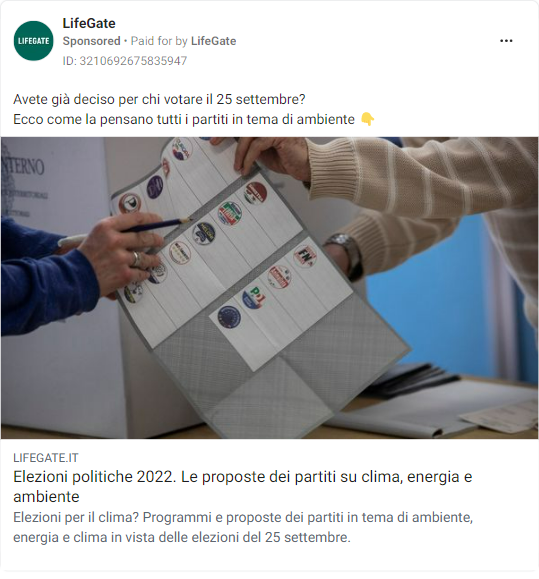 LifeGate
Sponsored • Paid for by LifeGate
ID: 3210692675835947
LIFEGATE
Avete già deciso per chi votare il 25 settembre?
Ecco come la pensano tutti i partiti in tema di ambiente 👇
TERNO
PD
FN
LIFEGATE.IT
Elezioni politiche 2022. Le proposte dei partiti su clima, energia e
ambiente
Elezioni per il clima? Programmi e proposte dei partiti in tema di ambiente,
energia e clima in vista delle elezioni del 25 settembre.